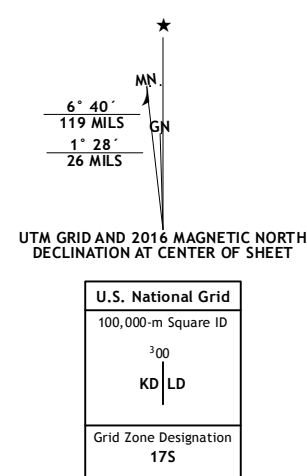 ★
MN
6° 40´
119 MILS
GN
1° 28´
26 MILS
UTM GRID AND 2016 MAGNETIC NORTH
DECLINATION AT CENTER OF SHEET
U.S. National Grid
100,000-m Square ID
³00
KD LD
Grid Zone Designation
17S